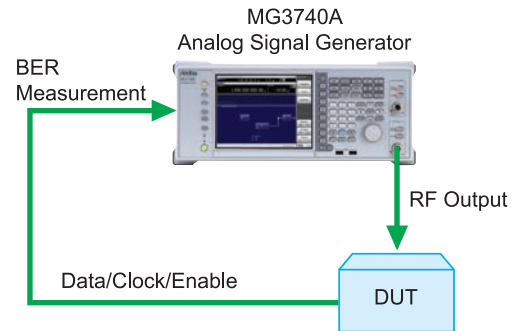 MG3740A
Analog Signal Generator
BER
Measurement
RF Output
Data/Clock/Enable
DUT